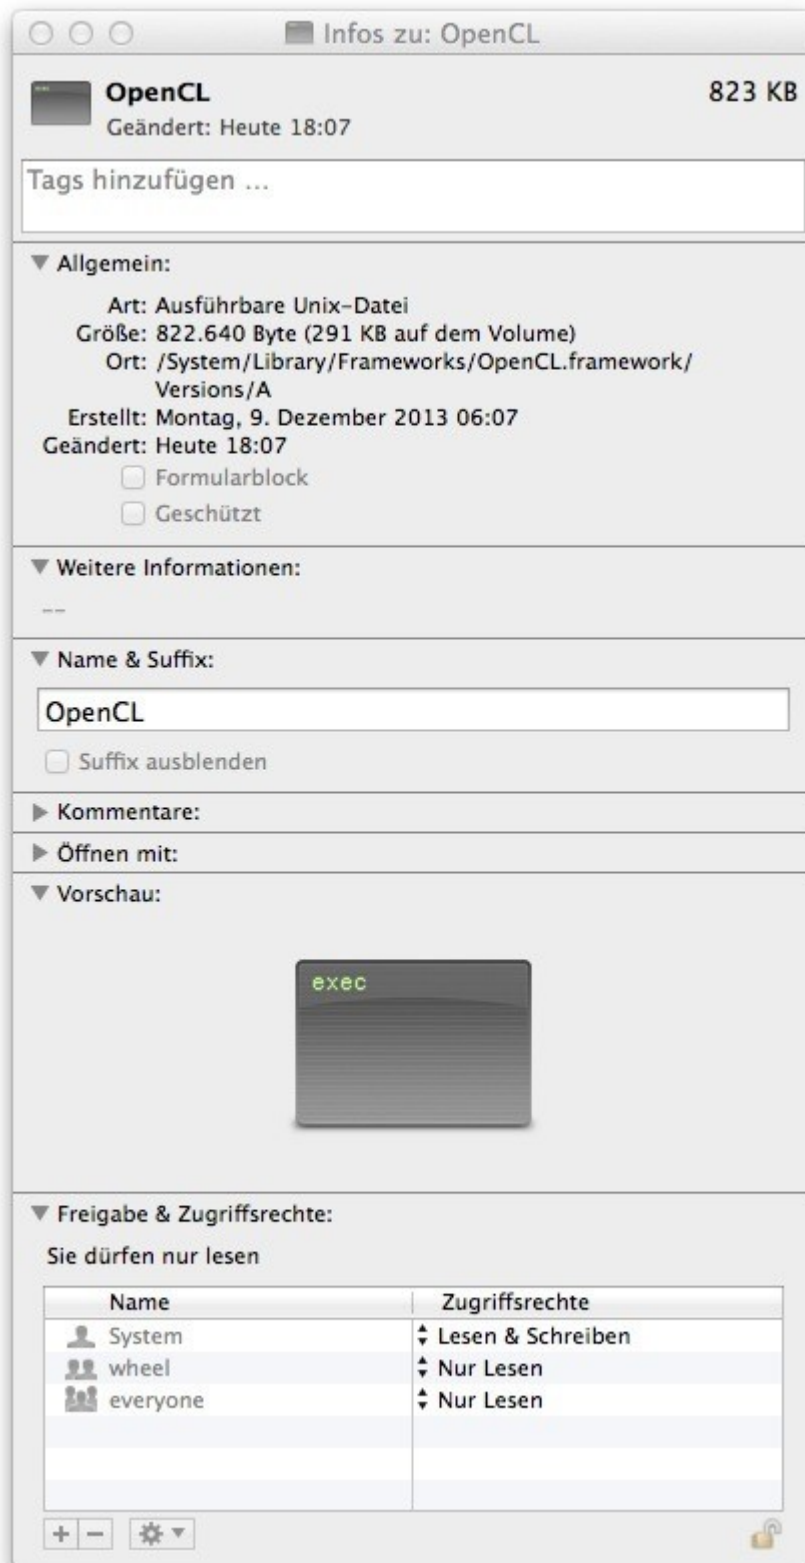 Infos zu: OpenCL
OpenCL 823 KB
Geändert: Heute 18:07
Tags hinzufügen ...
Allgemein:
Art: Ausführbare Unix-Datei
Größe: 822.640 Byte (291 KB auf dem Volume)
Ort: /System/Library/Frameworks/OpenCL.framework/
Versions/A
Erstellt: Montag, 9. Dezember 2013 06:07
Geändert: Heute 18:07
Formularblock
Geschützt
Weitere Informationen:
--
Name & Suffix:
OpenCL
Suffix ausblenden
Kommentare:
Öffnen mit:
Vorschau:
exec
Freigabe & Zugriffsrechte:
Sie dürfen nur lesen
Name Zugriffsrechte
System Lesen & Schreiben
wheel Nur Lesen
everyone Nur Lesen